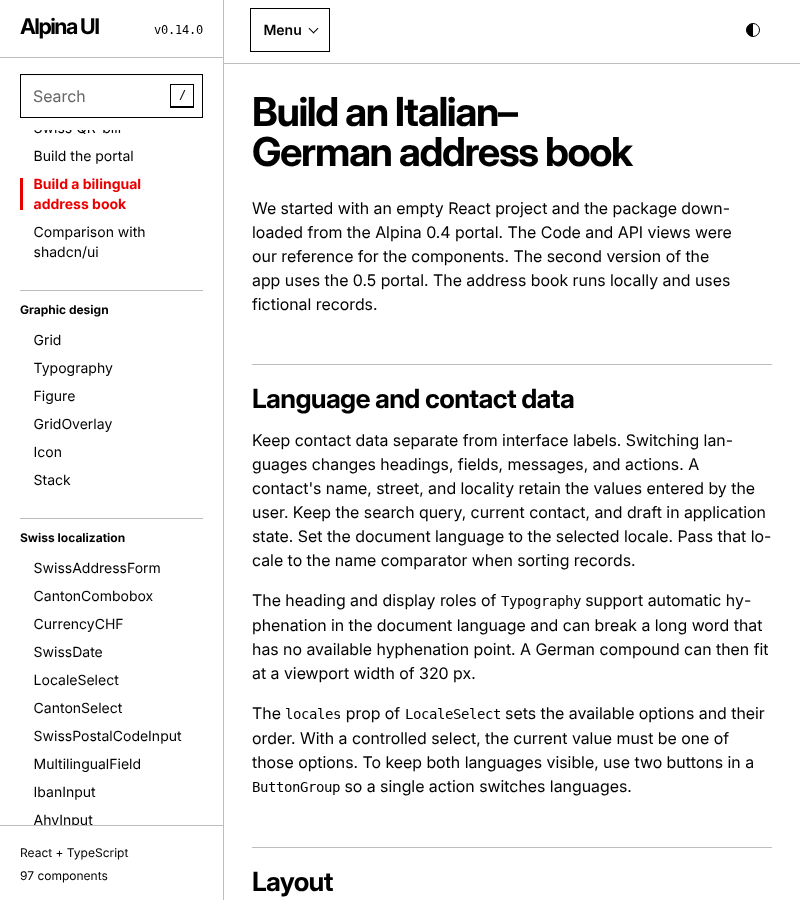 Alpina UI
v0.14.0
Search
/
Swiss QR-bill
Build the portal
Build a bilingual
address book
Comparison with
shadcn/ui
Graphic design
Grid
Typography
Figure
GridOverlay
Icon
Stack
Swiss localization
SwissAddressForm
CantonCombobox
CurrencyCHF
SwissDate
LocaleSelect
CantonSelect
SwissPostalCodeInput
MultilingualField
IbanInput
AhvInput
React + TypeScript
97 components
Menu
Build an Italian–
German address book
We started with an empty React project and the package down-
loaded from the Alpina 0.4 portal. The Code and API views were
our reference for the components. The second version of the
app uses the 0.5 portal. The address book runs locally and uses
fictional records.
Language and contact data
Keep contact data separate from interface labels. Switching lan-
guages changes headings, fields, messages, and actions. A
contact's name, street, and locality retain the values entered by the
user. Keep the search query, current contact, and draft in application
state. Set the document language to the selected locale. Pass that lo-
cale to the name comparator when sorting records.
The heading and display roles of Typography support automatic hy-
phenation in the document language and can break a long word that
has no available hyphenation point. A German compound can then fit
at a viewport width of 320 px.
The locales prop of LocaleSelect sets the available options and their
order. With a controlled select, the current value must be one of
those options. To keep both languages visible, use two buttons in a
ButtonGroup so a single action switches languages.
Layout